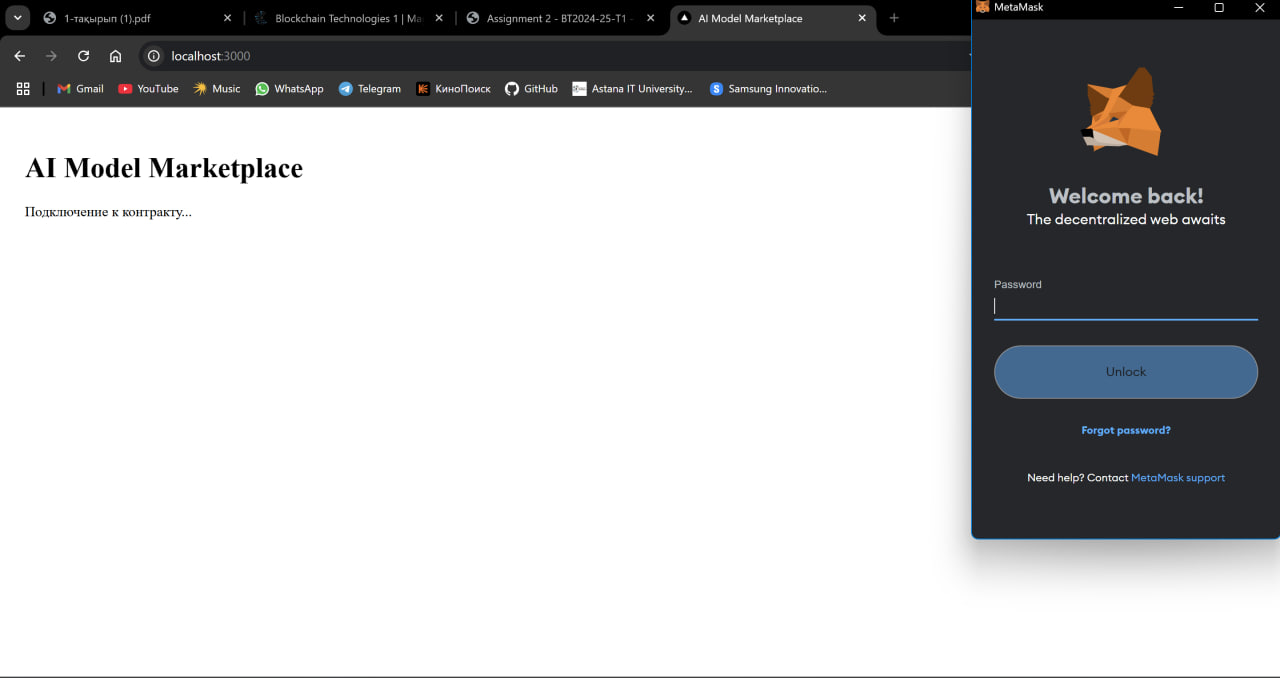 1-тақырып (1).pdf
Blockchain Technologies 1 | Ma
Assignment 2 - BT2024-25-T1 -
AI Model Marketplace
MetaMask
localhost:3000
Gmail
YouTube
Music
WhatsApp
Telegram
КиноПоиск
GitHub
Astana IT University...
Samsung Innovatio...
AI Model Marketplace
Подключение к контракту...
Welcome back!
The decentralized web awaits
Password
Unlock
Forgot password?
Need help? Contact MetaMask support